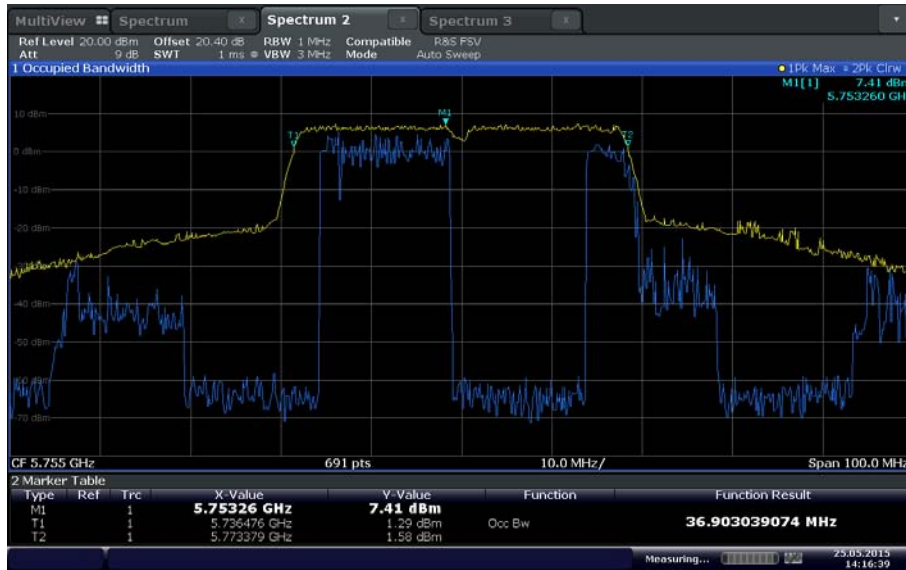 MultiView Spectrum x Spectrum 2 x Spectrum 3 x
Ref Level 20.00 dBm Offset 20.40 dB RBW 1 MHz Compatible R&S FSV
Att 9 dB SWT 1 ms VBW 3 MHz Mode Auto Sweep
1 Occupied Bandwidth 1Pk Max 2Pk Clrw
M1[1] 7.41 dBm
5.753260 GHz
10 dBm
M1
T1 T2
0 dBm
-10 dBm
-20 dBm
-40 dBm
-50 dBm
-70 dBm
CF 5.755 GHz 691 pts 10.0 MHz/ Span 100.0 MHz
2 Marker Table
Type Ref Trc X-Value Y-Value Function Function Result
M1 1 5.75326 GHz 7.41 dBm
T1 1 5.736476 GHz 1.29 dBm Occ Bw 36.903039074 MHz
T2 1 5.773379 GHz 1.58 dBm
Measuring... 25.05.2015
14:16:39